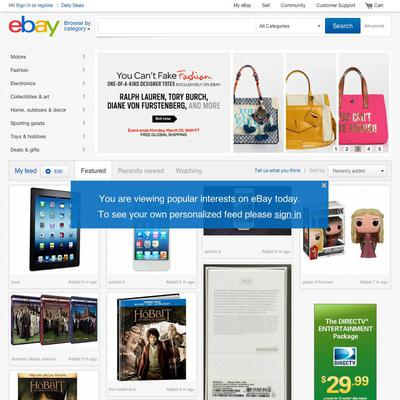 Hi! Sign in or register | Daily Deals
My eBay Sell Community Customer Support Cart
ebay
Browse by category
All Categories
Search
Advanced
Motors
Fashion
Electronics
Collectibles & art
Home, outdoors & decor
Sporting goods
Toys & hobbies
Deals & gifts
You Can't Fake Fashion
ONE-OF-A-KIND DESIGNER TOTES EXCLUSIVELY ON EBAY
RALPH LAUREN, TORY BURCH,
DIANE VON FURSTENBERG, AND MORE
Bid now!
Event ends Monday, March 25, 9AM PT
FREE GLOBAL SHIPPING
1 2 3 4 5
My feed Edit
Featured Recently viewed Watching
Tell us what you think | Sort by: Recently added
You are viewing popular interests on eBay today.
To see your own personalized feed please sign in
ipad Added 5 m ago
iphone 5 Added 5 m ago
iphone 5 Added 6 m ago
game of thrones Added 7 m ago
downton abbey season... Added 5 m ago
THE HOBBIT
the hobbit dvd Added 9 m ago
HOBBIT
The DIRECTV
ENTERTAINMENT
Package
DIRECTV
$29.99